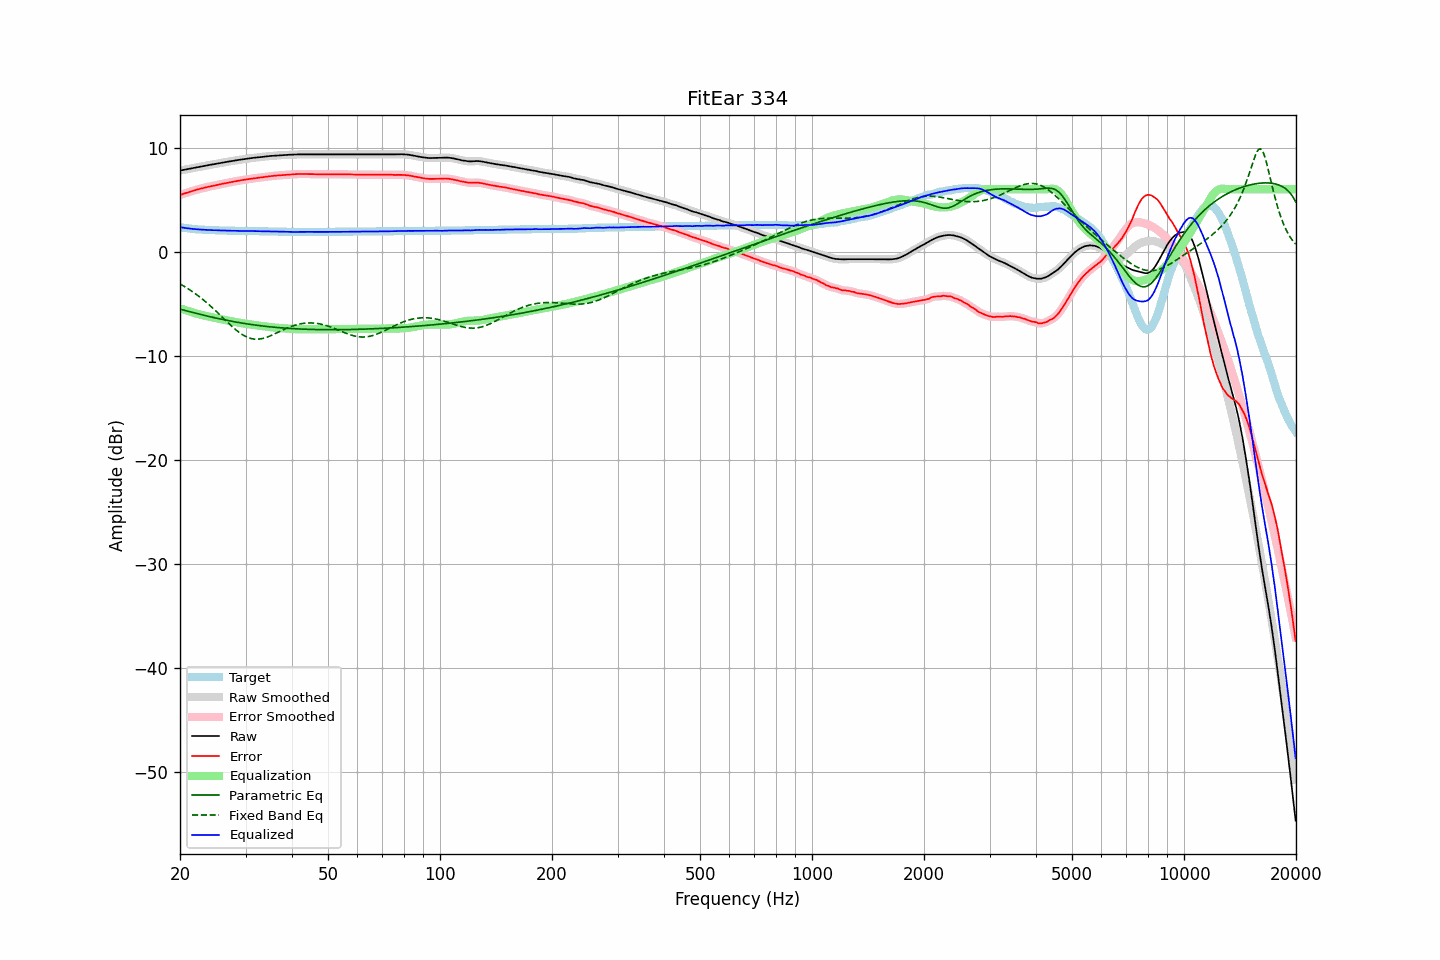 FitEar 334
Amplitude (dBr)
10
0
−10
−20
−30
−40
−50
Target
Raw Smoothed
Error Smoothed
Raw
Error
Equalization
Parametric Eq
Fixed Band Eq
Equalized
20 50 100 200 500 1000 2000 5000 10000 20000
Frequency (Hz)